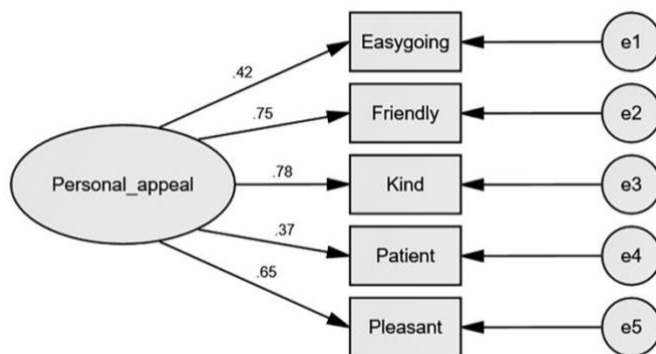 Easygoing
e1
.42
.75
Friendly
e2
Personal_appeal
.78
Kind
e3
.37
Patient
e4
.65
Pleasant
e5